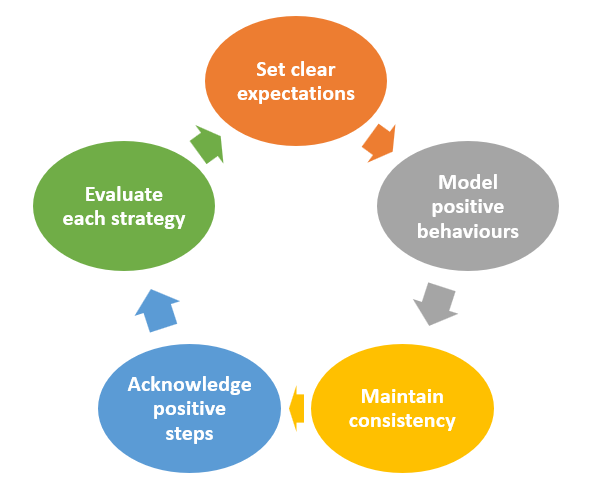 Set clear
expectations
Model
positive
behaviours
Maintain
consistency
Acknowledge
positive
steps
Evaluate
each strategy